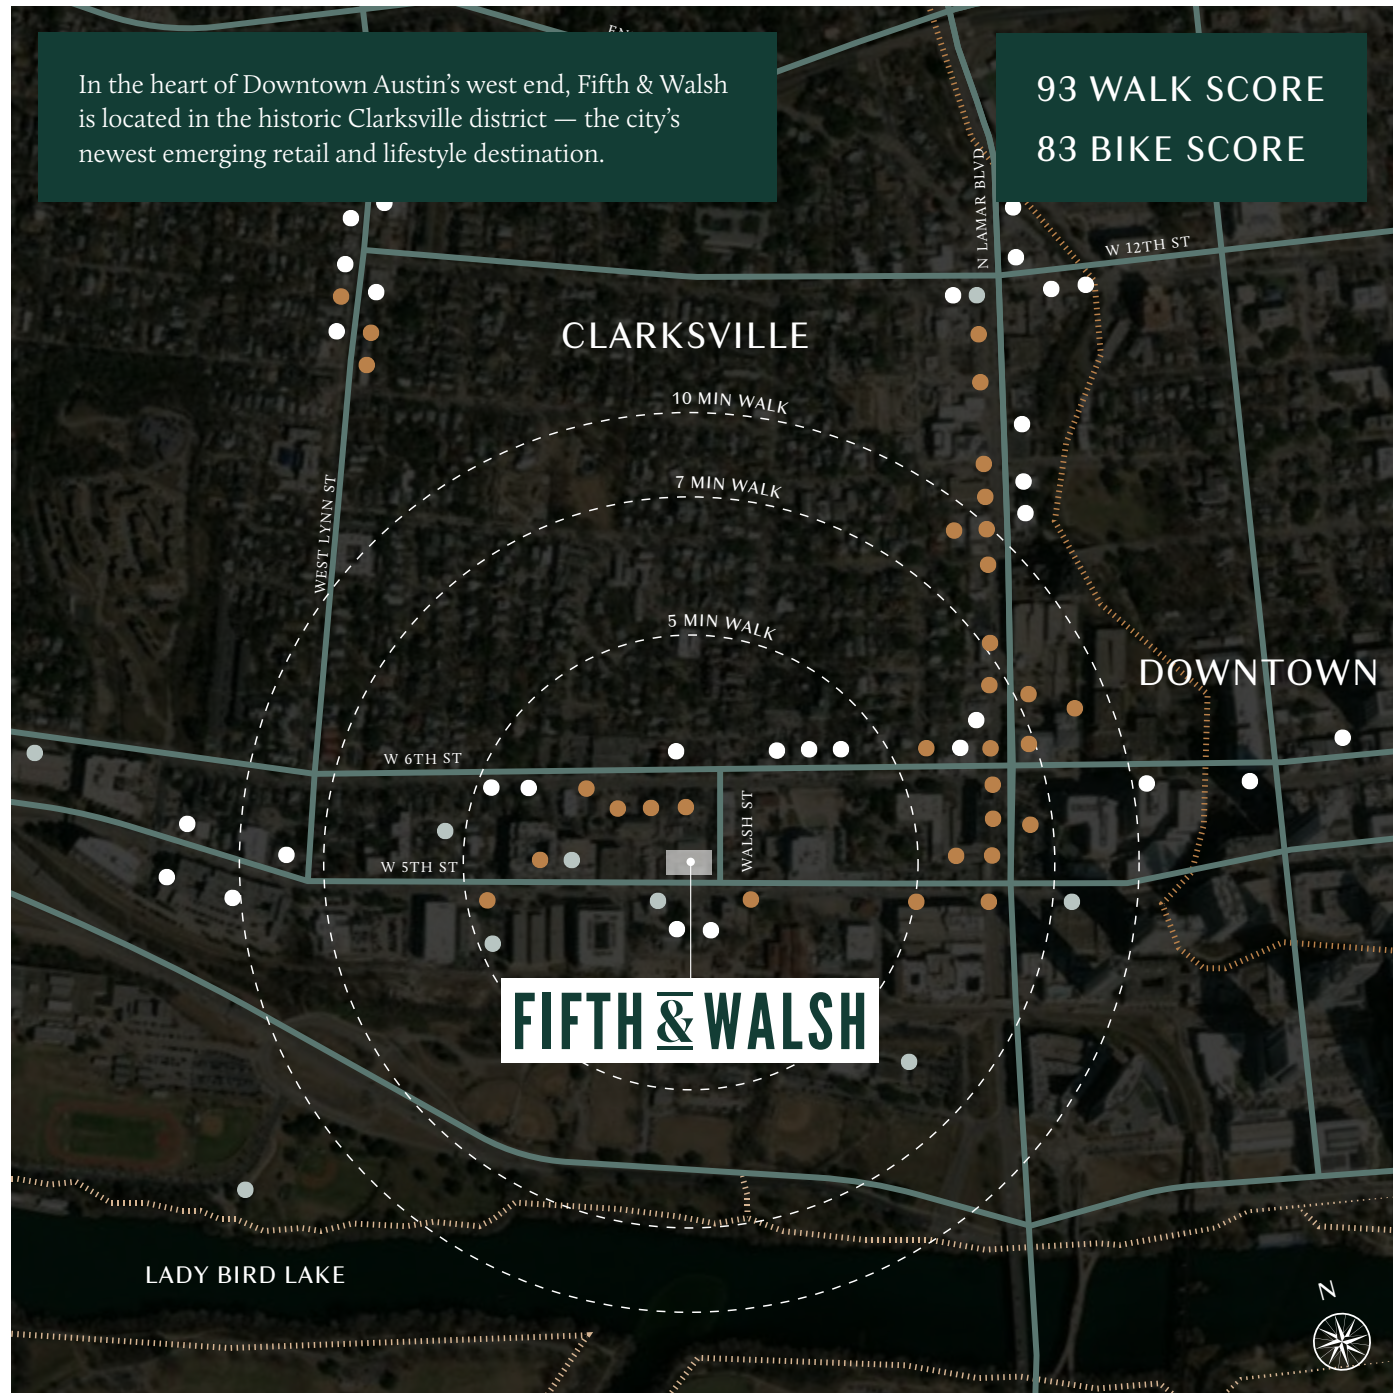 In the heart of Downtown Austin’s west end, Fifth & Walsh
is located in the historic Clarksville district — the city’s
newest emerging retail and lifestyle destination.
93 WALK SCORE
83 BIKE SCORE
N LAMAR BLVD
W 12TH ST
CLARKSVILLE
10 MIN WALK
7 MIN WALK
WEST LYNN ST
5 MIN WALK
DOWNTOWN
W 6TH ST
WALSH ST
W 5TH ST
FIFTH & WALSH
LADY BIRD LAKE
N